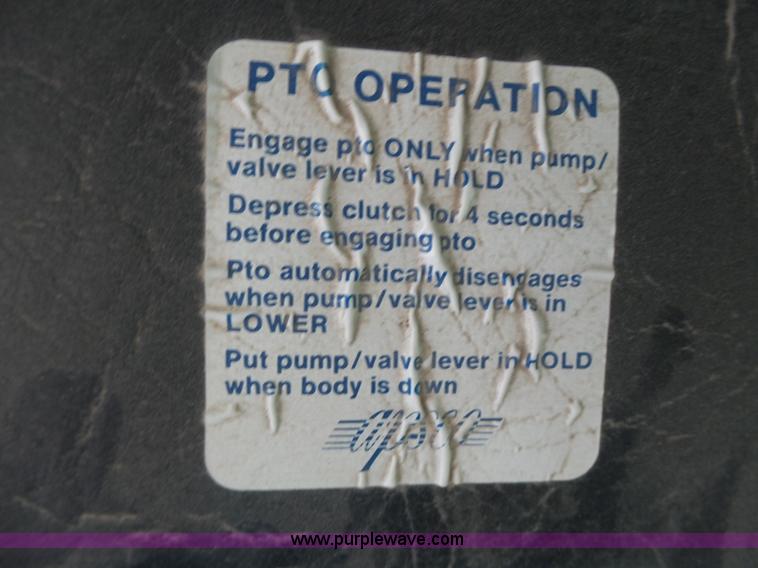 PTO OPERATION
Engage pto ONLY when pump/
valve lever is in HOLD
Depress clutch for 4 seconds
before engaging pto
Pto automatically disengages
when pump/valve lever is in
LOWER
Put pump/valve lever in HOLD
when body is down
apsco
www.purplewave.com